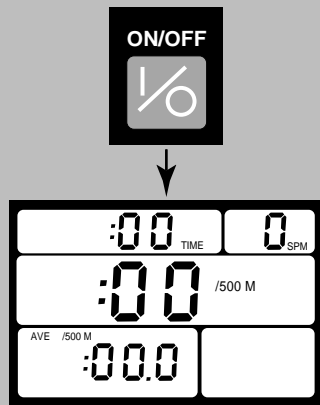 ON/OFF
I/O
:00 TIME 0 SPM
:00 /500 M
AVE /500 M
:00.0